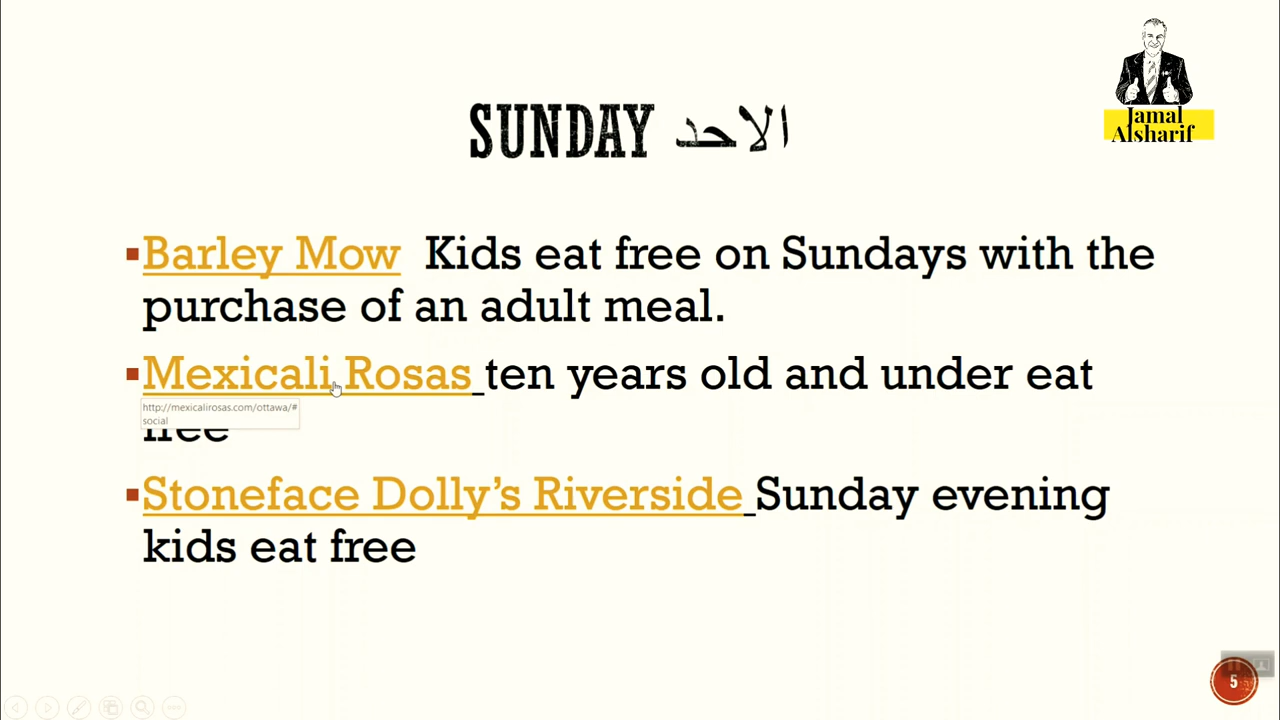 Jamal
Alsharif
SUNDAY الاحد
Barley Mow Kids eat free on Sundays with the
purchase of an adult meal.
Mexicali Rosas ten years old and under eat
http://mexicalirosas.com/ottawa/#
social
free
Stoneface Dolly’s Riverside Sunday evening
kids eat free
5